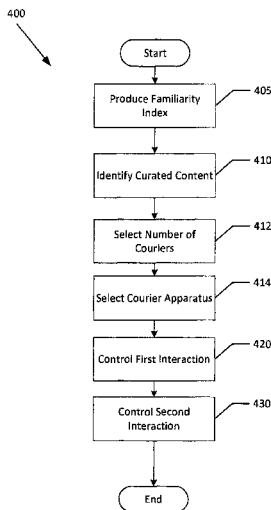 400
Start
Produce Familiarity
Index
405
Identify Curated Content
410
Select Number of
Couriers
412
Select Courier Apparatus
414
Control First Interaction
420
Control Second
Interaction
430
End